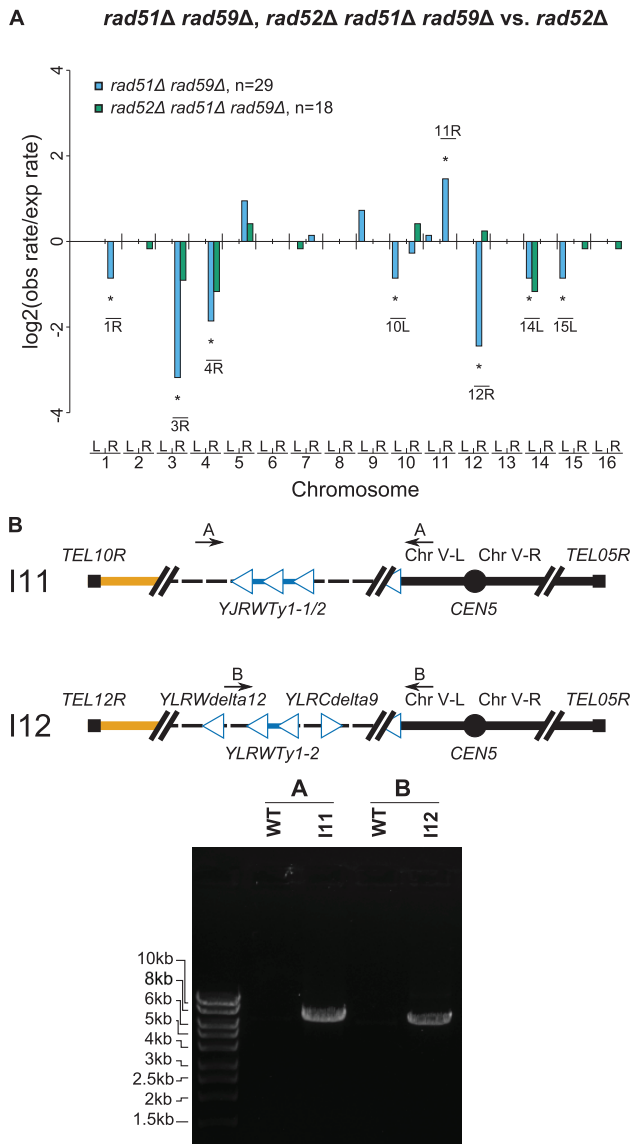 A
rad51Δ rad59Δ, rad52Δ rad51Δ rad59Δ vs. rad52Δ
rad51Δ rad59Δ, n=29
rad52Δ rad51Δ rad59Δ, n=18
log2(obs rate/exp rate)
4
2
0
-2
-4
11R
*
*
1R
*
3R
*
4R
*
10L
*
12R
*
14L
*
15L
L R L R L R L R L R L R L R L R L R L R L R L R L R L R L R L R
1 2 3 4 5 6 7 8 9 10 11 12 13 14 15 16
Chromosome
B
A A
TEL10R Chr V-L Chr V-R TEL05R
I11
YJRWTy1-1/2 CEN5
B B
TEL12R YLRWdelta12 YLRCdelta9 Chr V-L Chr V-R TEL05R
I12
YLRWTy1-2 CEN5
A B
WT I11 WT I12
10kb
8kb
6kb
5kb
4kb
3kb
2.5kb
2kb
1.5kb